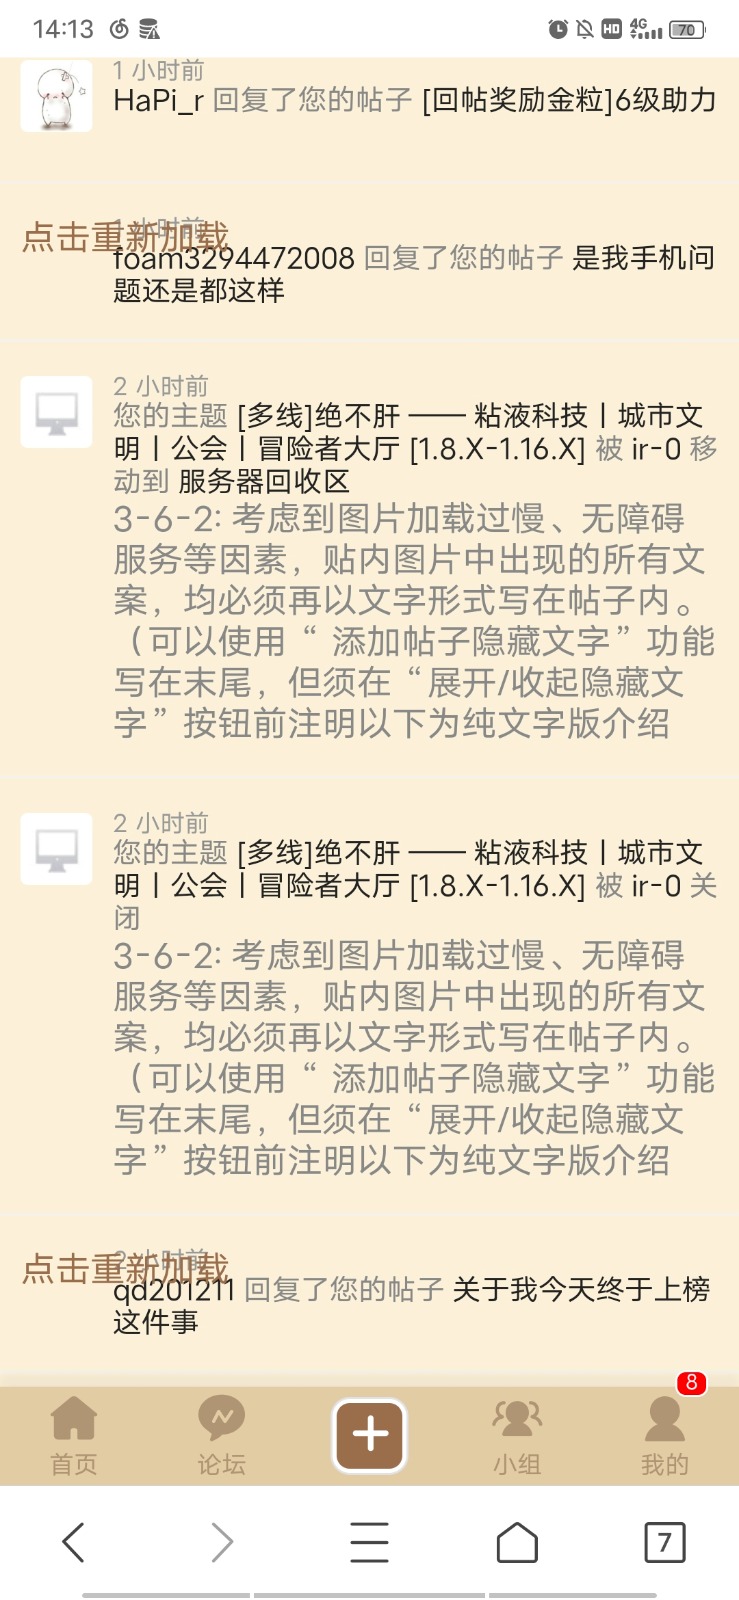 14:13
HD 4G 70
1 小时前
HaPi_r 回复了您的帖子 [回帖奖励金粒]6级助力
1 小时前
点击重新加载
foam3294472008 回复了您的帖子 是我手机问
题还是都这样
2 小时前
您的主题 [多线]绝不肝 —— 粘液科技丨城市文
明丨公会丨冒险者大厅 [1.8.X-1.16.X] 被 ir-0 移
动到 服务器回收区
3-6-2: 考虑到图片加载过慢、无障碍
服务等因素，贴内图片中出现的所有文
案，均必须再以文字形式写在帖子内。
（可以使用“ 添加帖子隐藏文字”功能
写在末尾，但须在“展开/收起隐藏文
字”按钮前注明以下为纯文字版介绍
2 小时前
您的主题 [多线]绝不肝 —— 粘液科技丨城市文
明丨公会丨冒险者大厅 [1.8.X-1.16.X] 被 ir-0 关
闭
3-6-2: 考虑到图片加载过慢、无障碍
服务等因素，贴内图片中出现的所有文
案，均必须再以文字形式写在帖子内。
（可以使用“ 添加帖子隐藏文字”功能
写在末尾，但须在“展开/收起隐藏文
字”按钮前注明以下为纯文字版介绍
2 小时前
点击重新加载
qd201211 回复了您的帖子 关于我今天终于上榜
这件事
8
首页 论坛 小组 我的
7